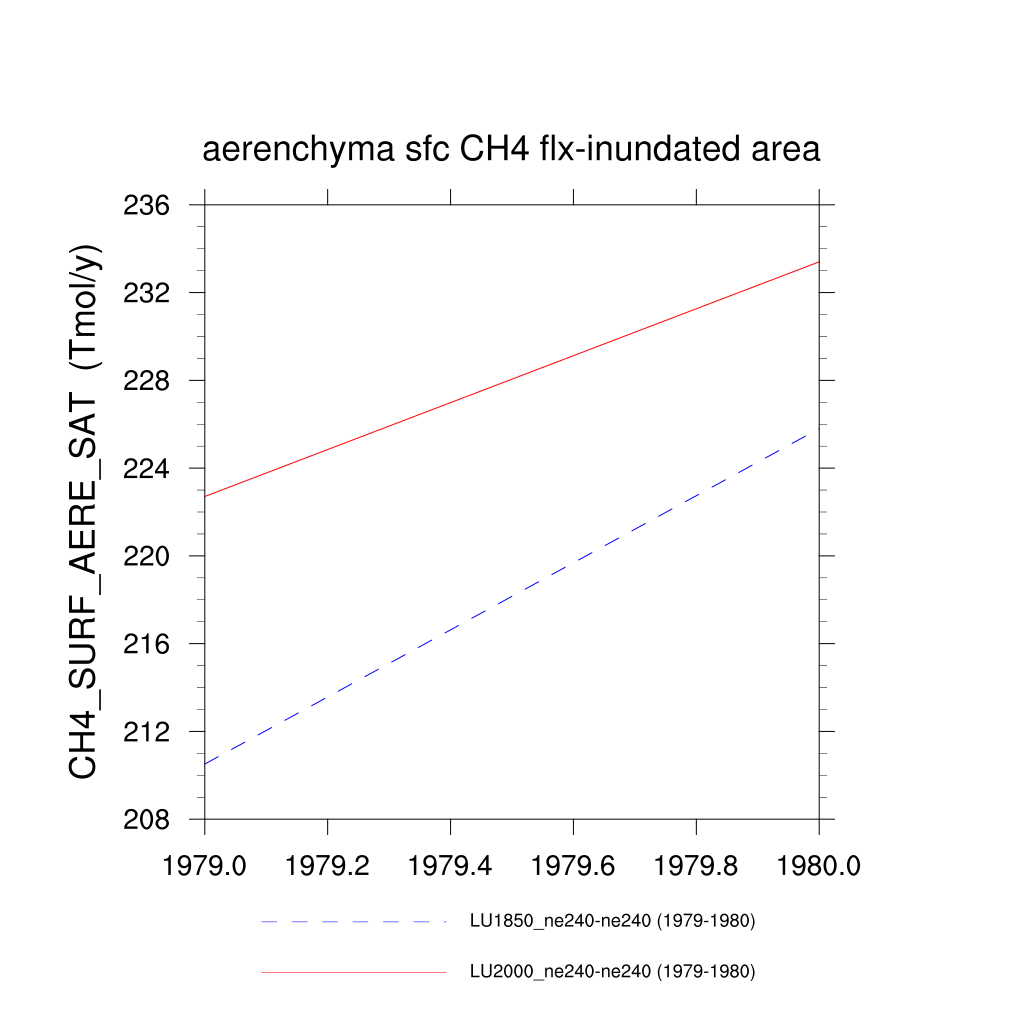 aerenchyma sfc CH4 flx-inundated area
CH4_SURF_AERE_SAT (Tmol/y)
236
232
228
224
220
216
212
208
1979.0 1979.2 1979.4 1979.6 1979.8 1980.0
LU1850_ne240-ne240 (1979-1980)
LU2000_ne240-ne240 (1979-1980)